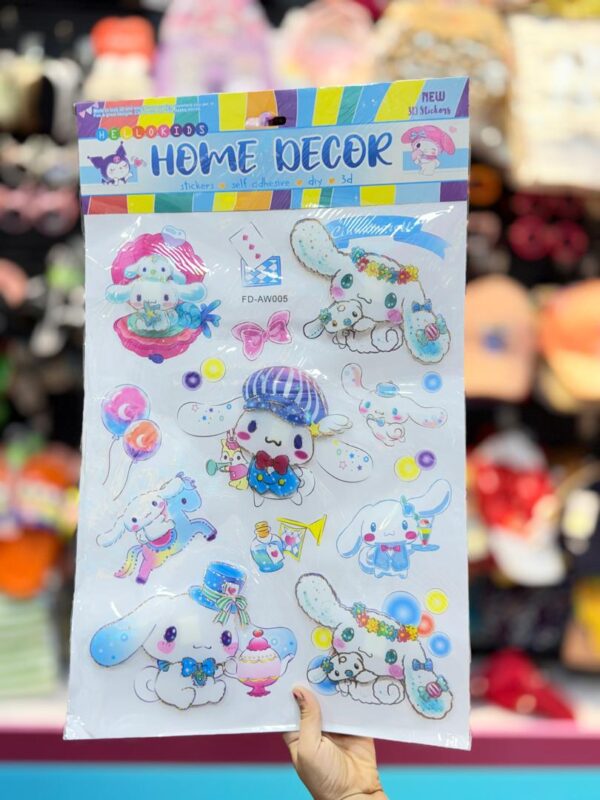 NEW
3D Stickers
HELLOKIDS
HOME DECOR
stickers self adhesive diy 3d
FD-AW005